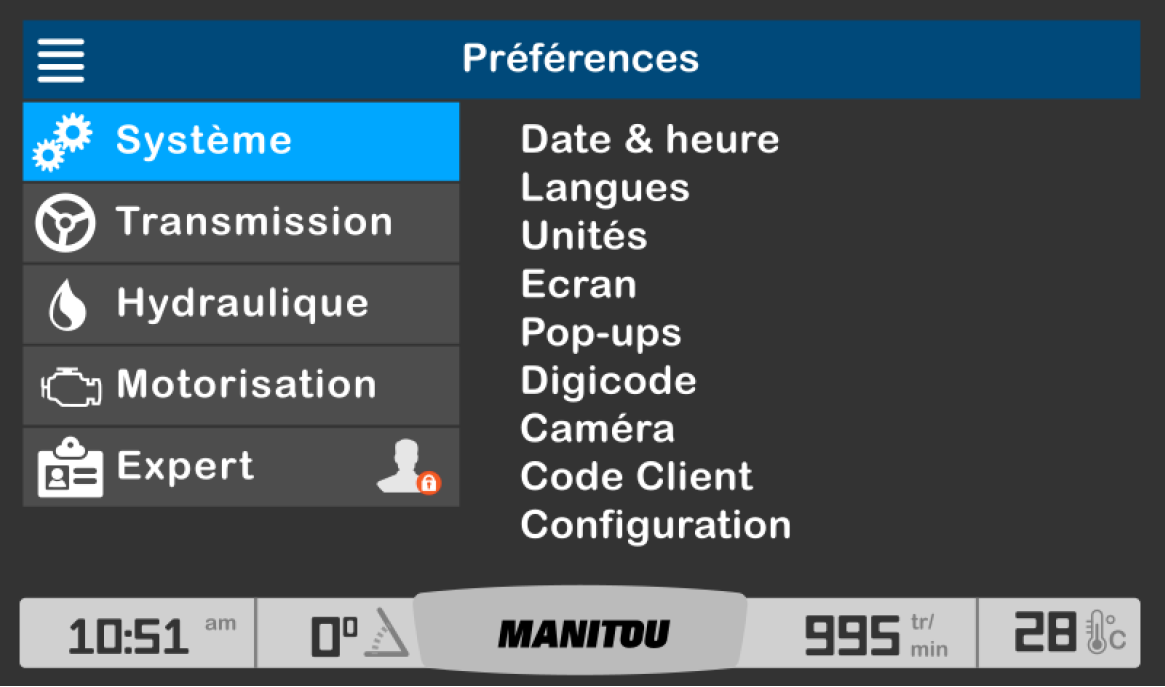 Préférences
Système
Transmission
Hydraulique
Motorisation
Expert
Date & heure
Langues
Unités
Ecran
Pop-ups
Digicode
Caméra
Code Client
Configuration
10:51 am
0°
MANITOU
995 tr/min
28 °C